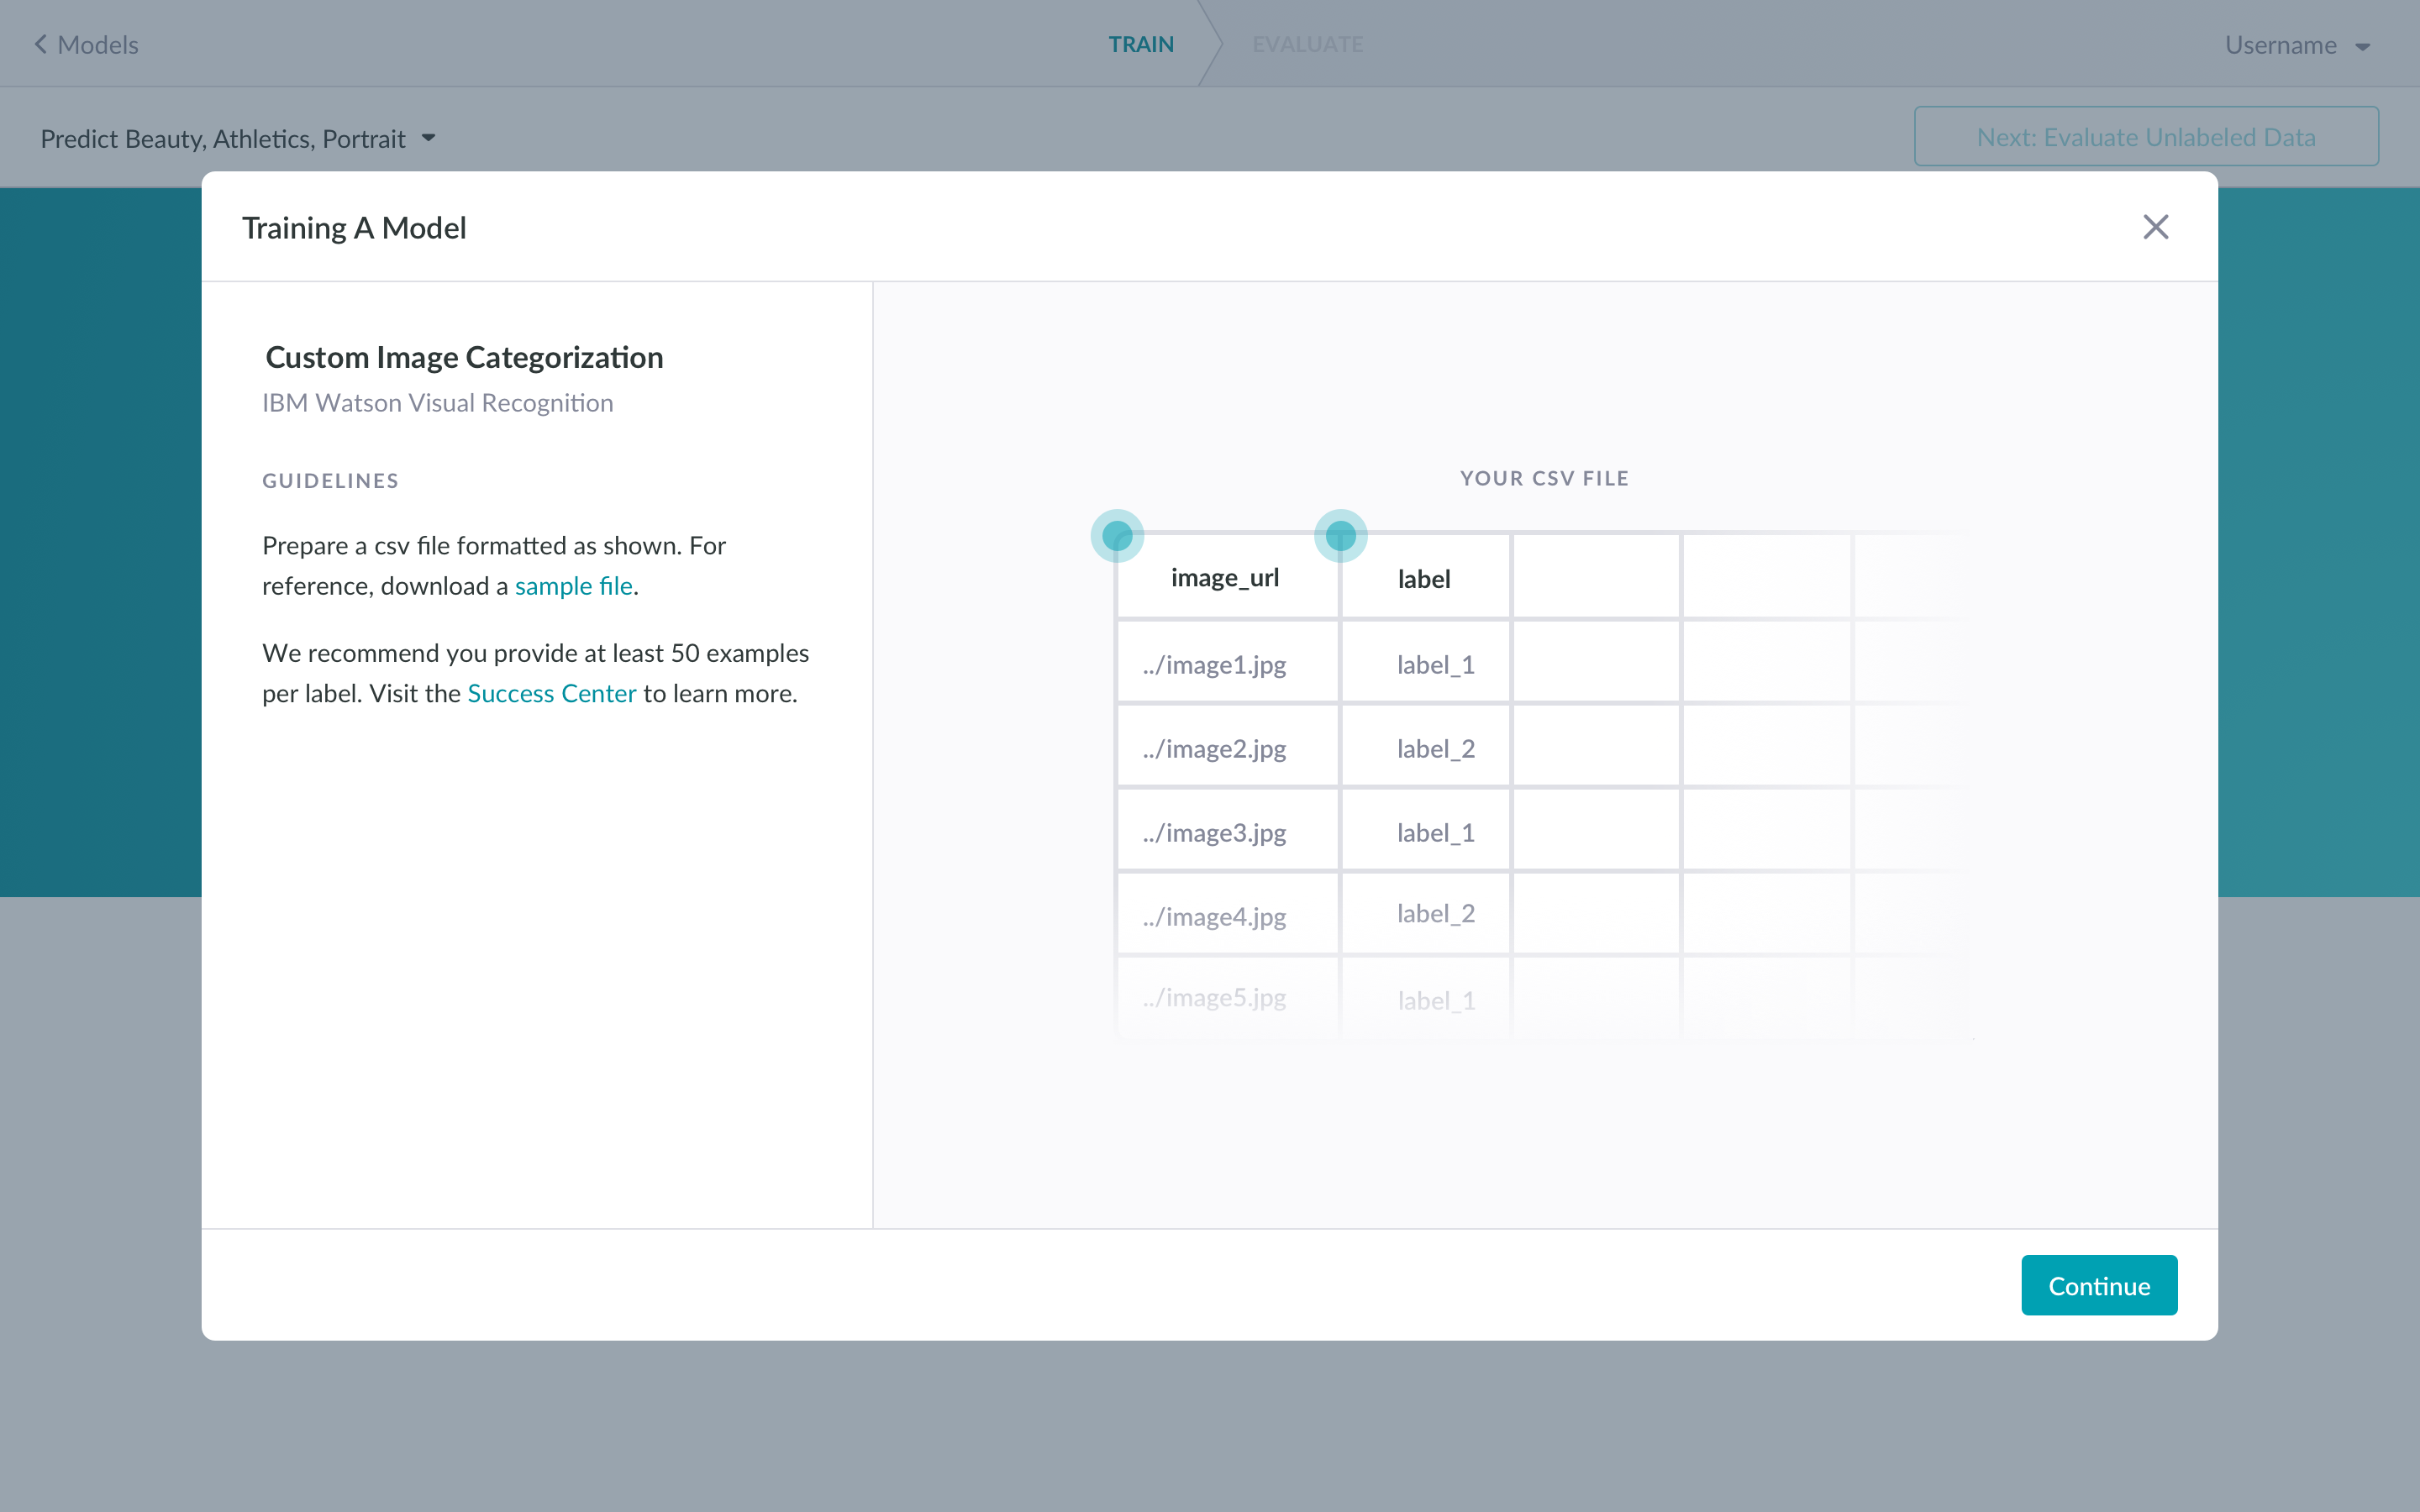 Models
TRAIN
EVALUATE
Username
Predict Beauty, Athletics, Portrait
Next: Evaluate Unlabeled Data
Training A Model
Custom Image Categorization
IBM Watson Visual Recognition
GUIDELINES
Prepare a csv file formatted as shown. For
reference, download a sample file.
We recommend you provide at least 50 examples
per label. Visit the Success Center to learn more.
YOUR CSV FILE
image_url label
../image1.jpg label_1
../image2.jpg label_2
../image3.jpg label_1
../image4.jpg label_2
../image5.jpg label_1
Continue